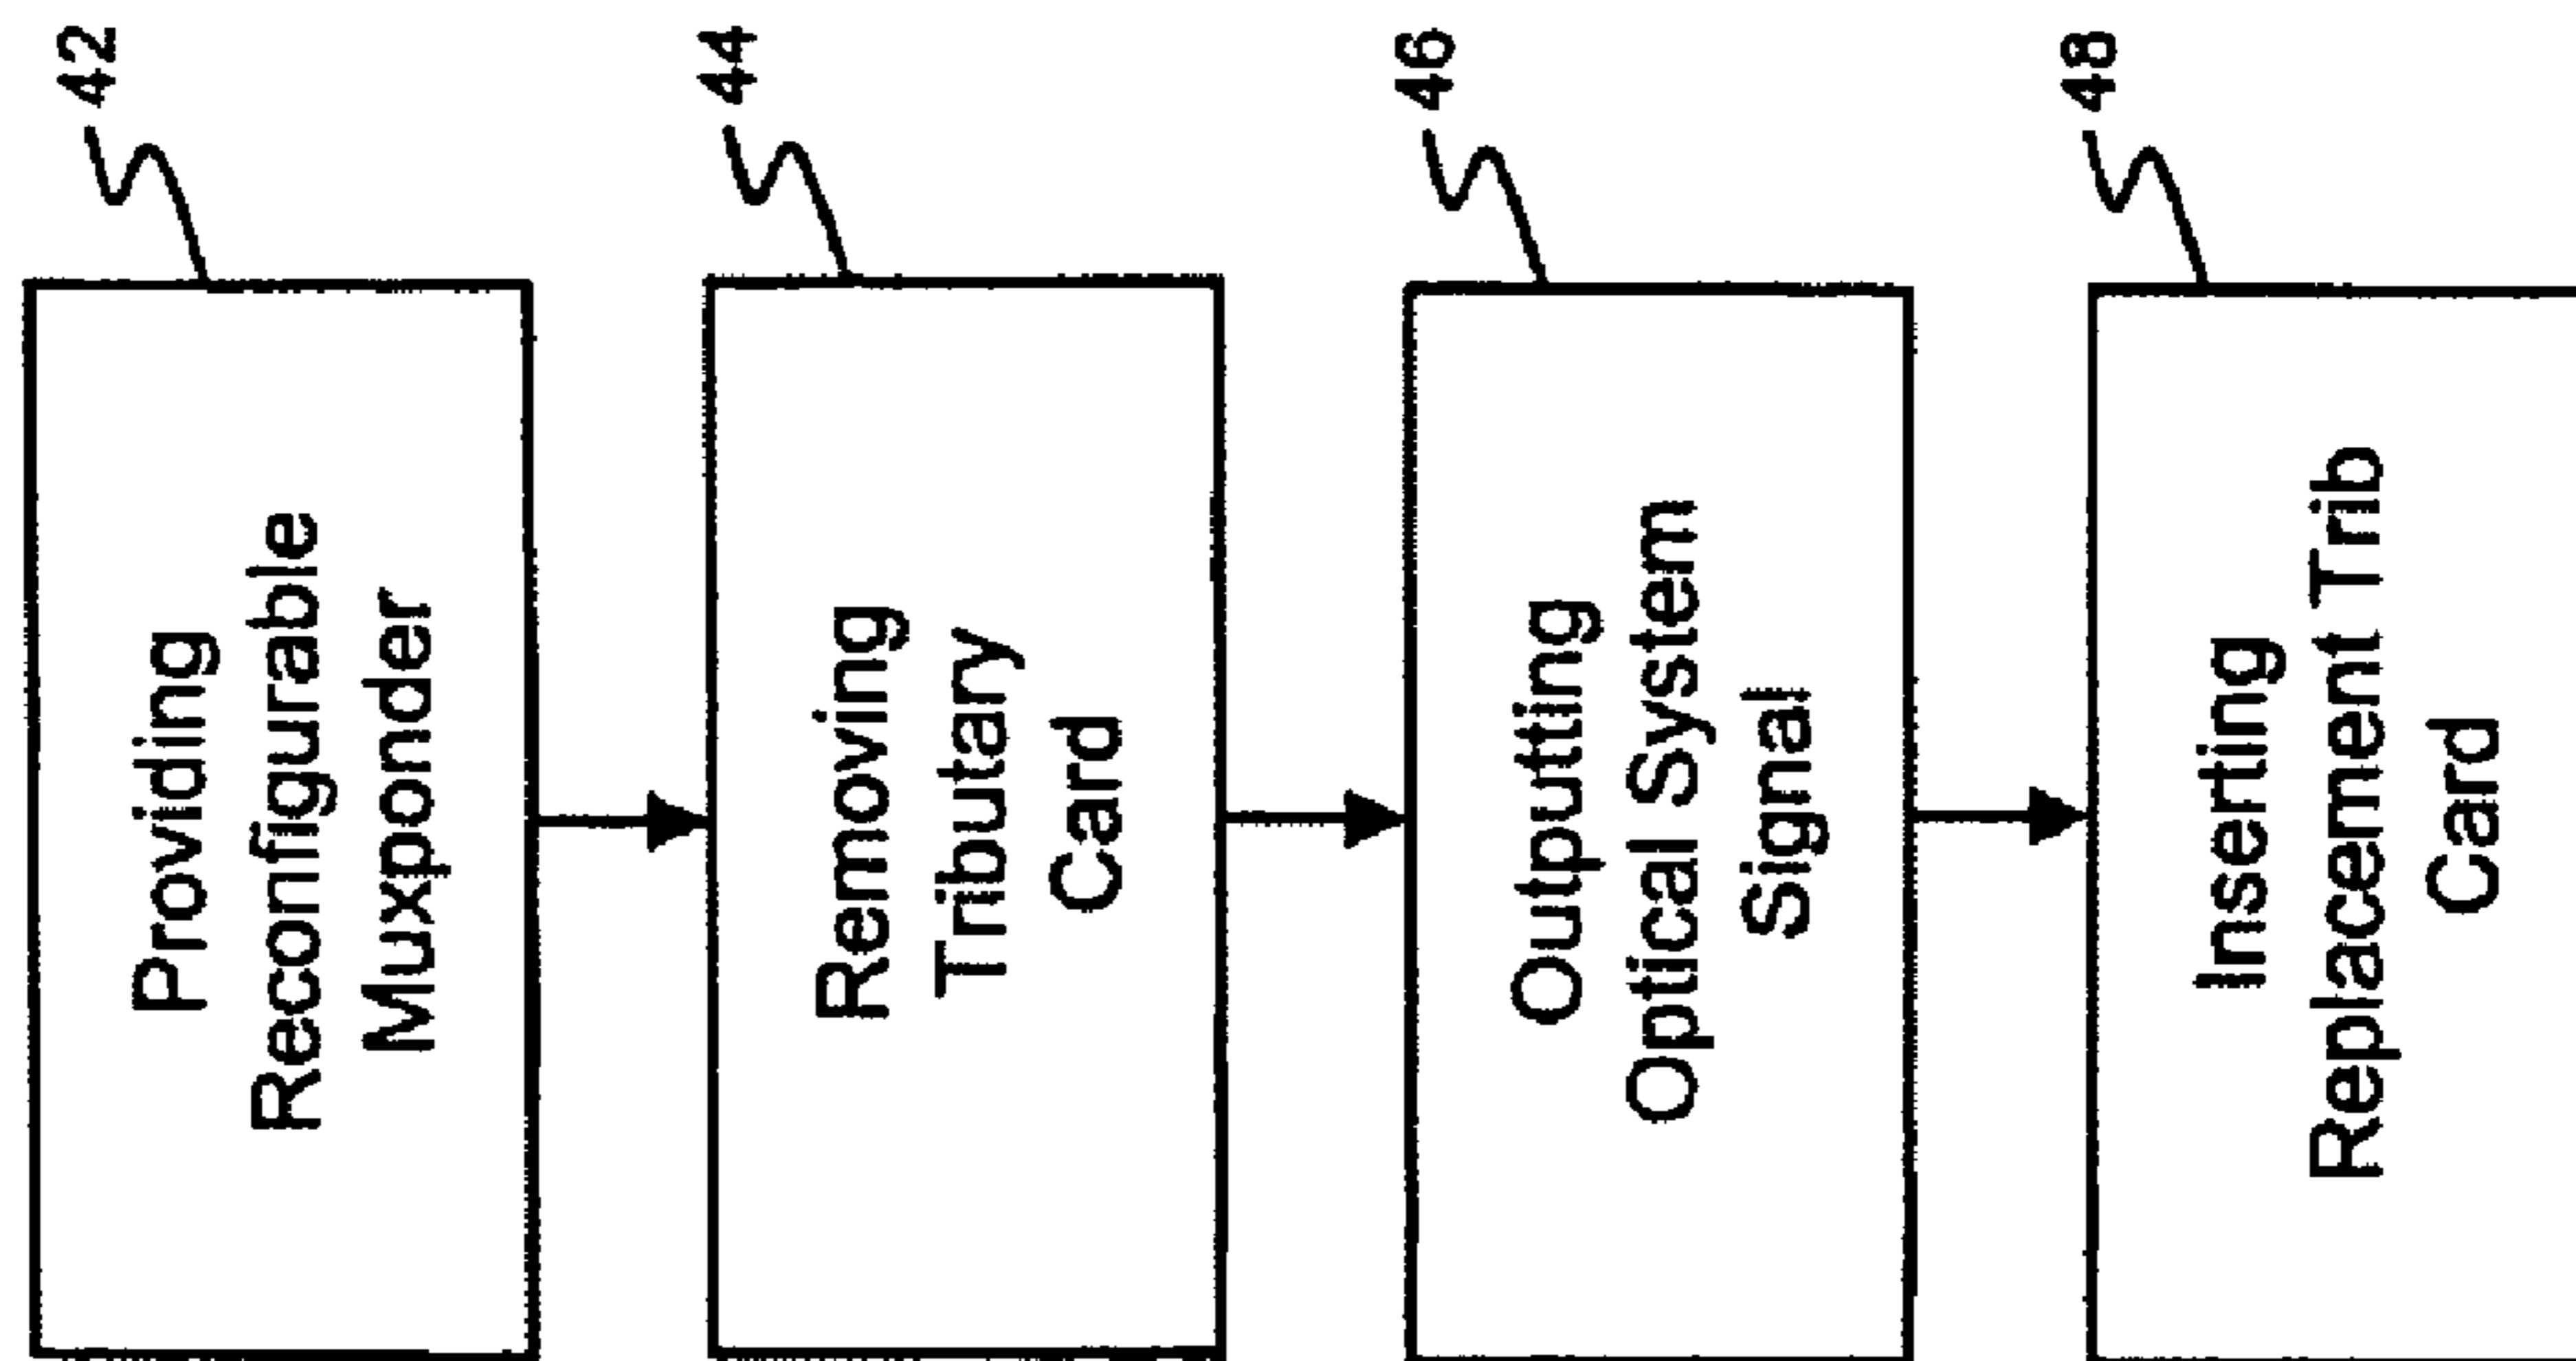 42
Providing
Reconfigurable
Muxponder
44
Removing
Tributary
Card
46
Outputting
Optical System
Signal
48
Inserting
Replacement Trib
Card